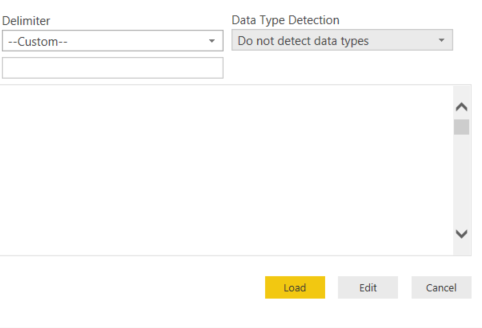 Delimiter
Data Type Detection
--Custom--
Do not detect data types
Load
Edit
Cancel